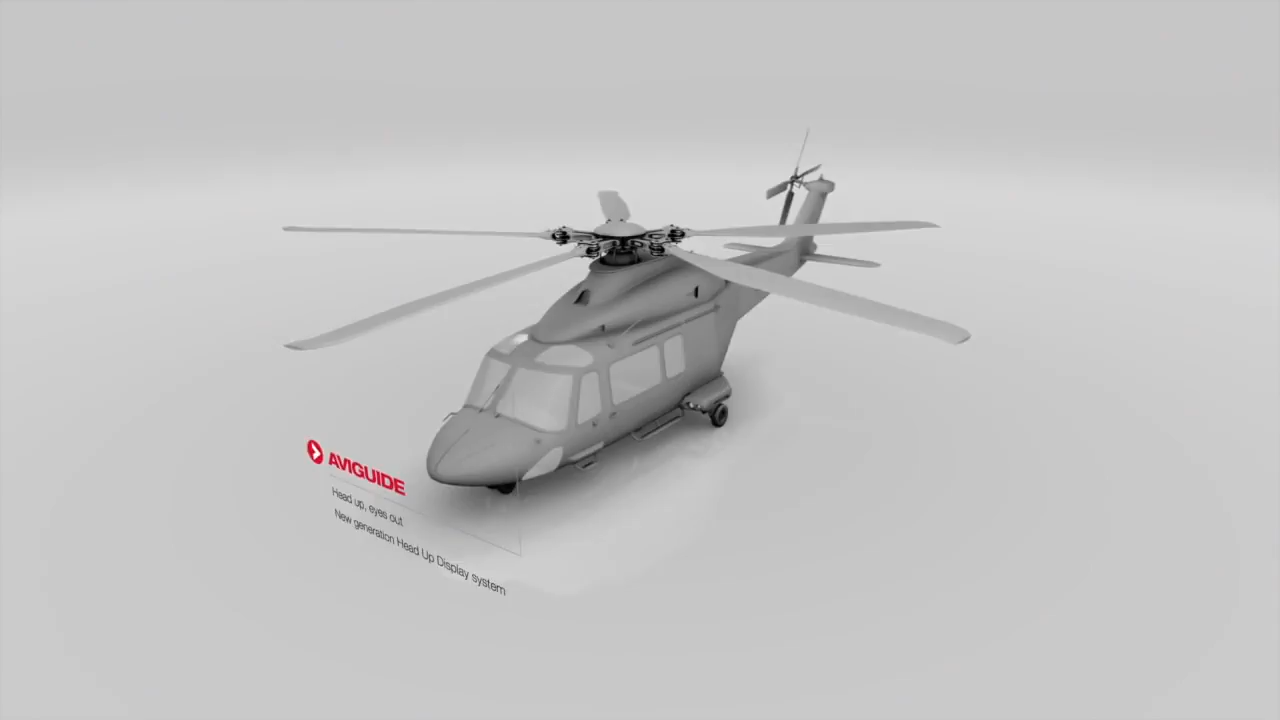 AVIGUIDE
Head up, eyes out
New generation Head Up Display system